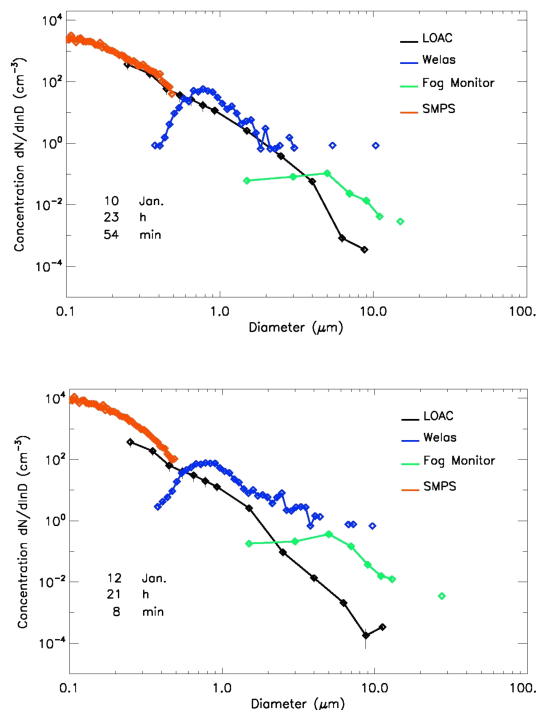 10⁴
10²
10⁰
10⁻²
10⁻⁴
Concentration dN/dlnD (cm⁻³)
LOAC
Welas
Fog Monitor
SMPS
10 Jan.
23 h
54 min
0.1 1.0 10.0 100.
Diameter (μm)
10⁴
10²
10⁰
10⁻²
10⁻⁴
Concentration dN/dlnD (cm⁻³)
LOAC
Welas
Fog Monitor
SMPS
12 Jan.
21 h
8 min
0.1 1.0 10.0 100.0
Diameter (μm)